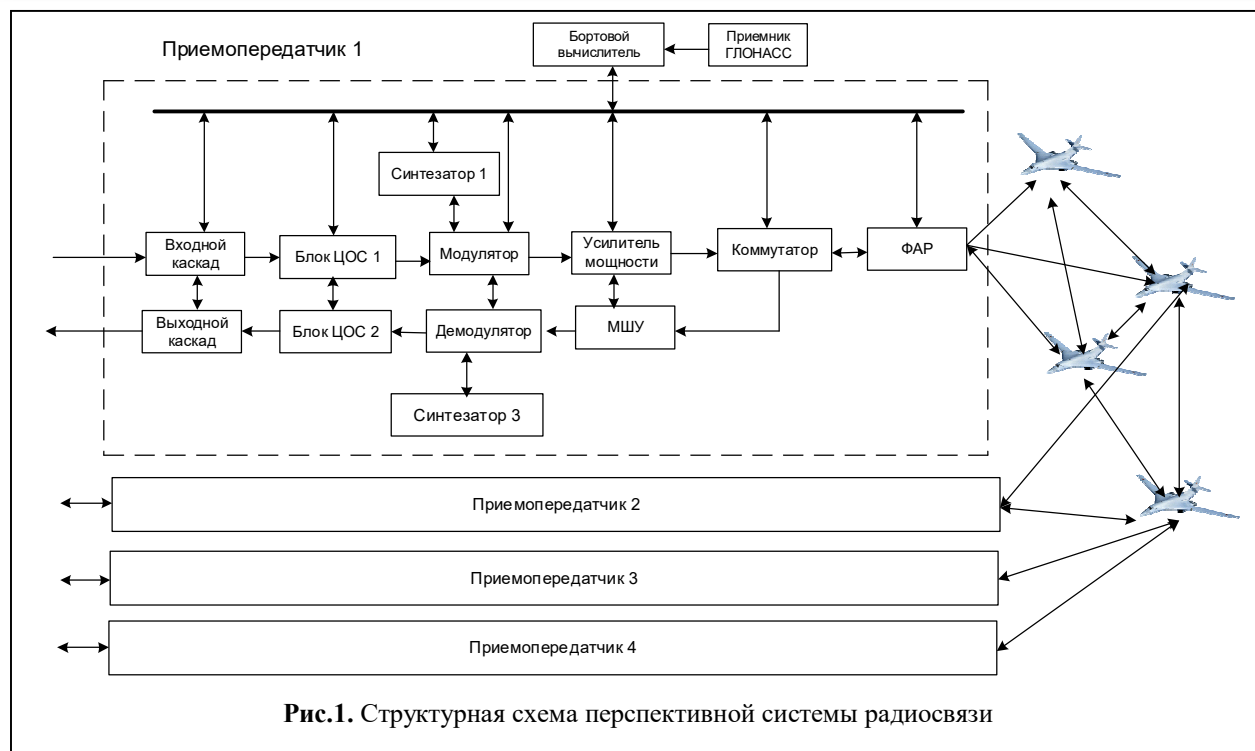 Приемопередатчик 1
Бортовой
вычислитель
Приемник
ГЛОНАСС
Синтезатор 1
Входной
каскад
Блок ЦОС 1
Модулятор
Усилитель
мощности
Коммутатор
ФАР
Выходной
каскад
Блок ЦОС 2
Демодулятор
МШУ
Синтезатор 3
Приемопередатчик 2
Приемопередатчик 3
Приемопередатчик 4
Рис.1. Структурная схема перспективной системы радиосвязи